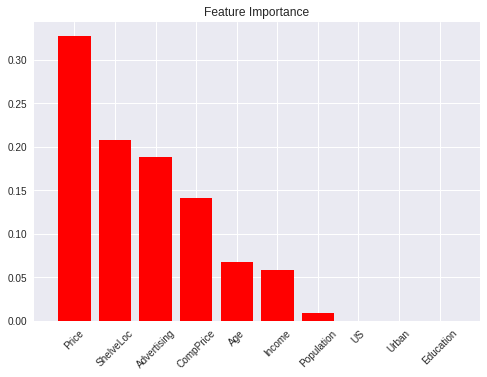 Feature Importance
0.30
0.25
0.20
0.15
0.10
0.05
0.00
Price
ShelveLoc
Advertising
CompPrice
Age
Income
Population
US
Urban
Education